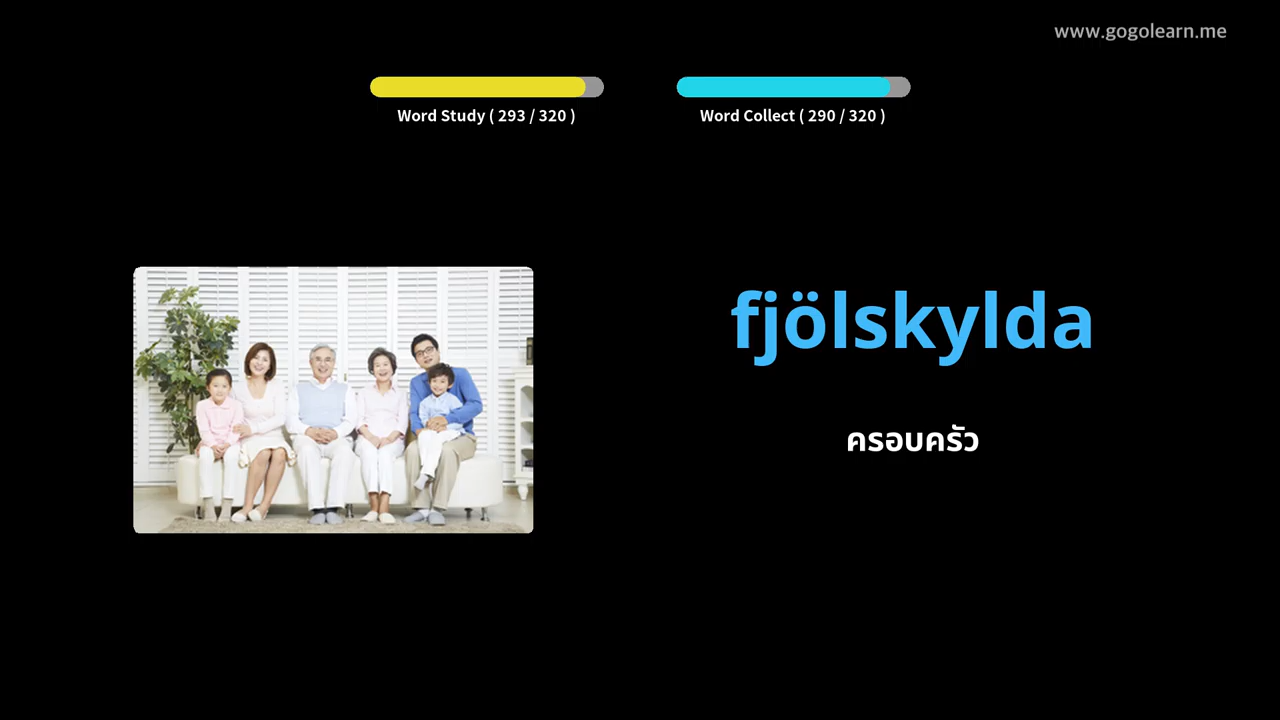 www.gogolearn.me
Word Study ( 293 / 320 )
Word Collect ( 290 / 320 )
fjölskylda
ครอบครัว